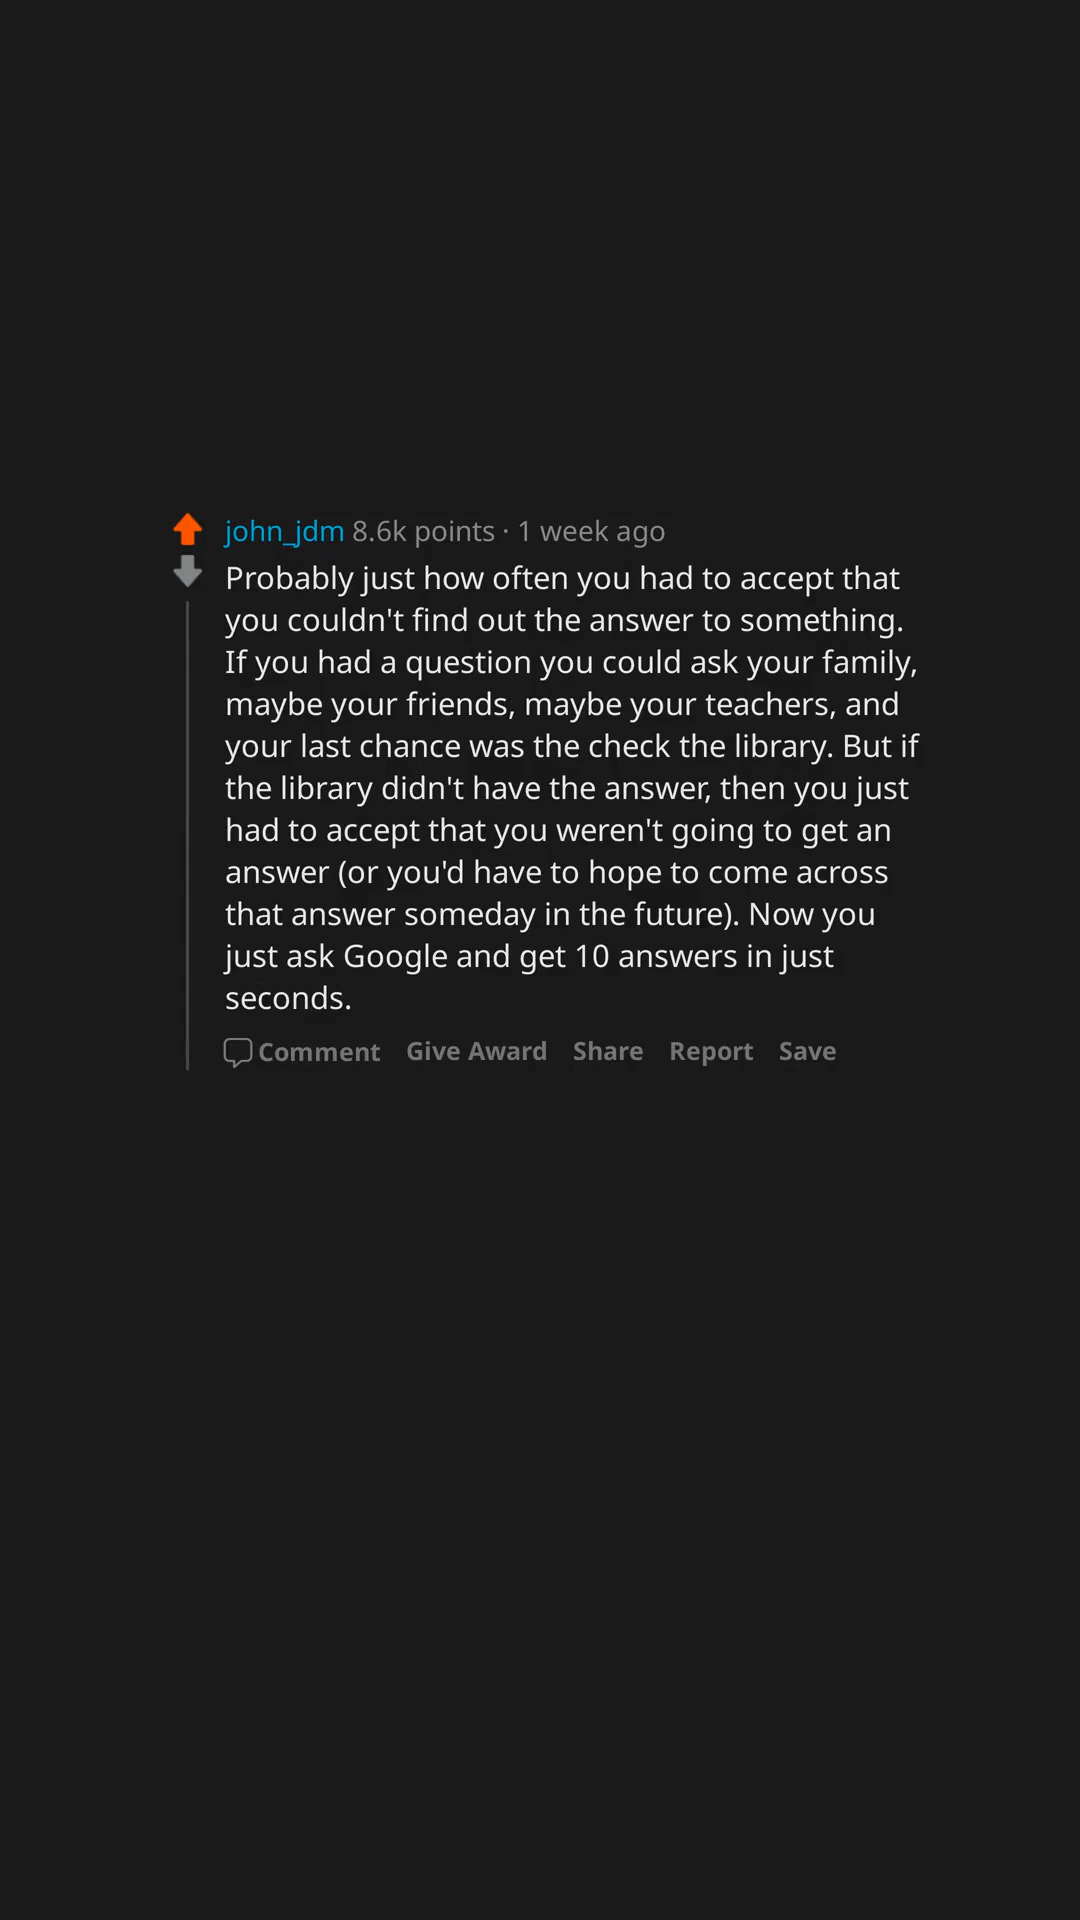 john_jdm 8.6k points · 1 week ago
Probably just how often you had to accept that
you couldn't find out the answer to something.
If you had a question you could ask your family,
maybe your friends, maybe your teachers, and
your last chance was the check the library. But if
the library didn't have the answer, then you just
had to accept that you weren't going to get an
answer (or you'd have to hope to come across
that answer someday in the future). Now you
just ask Google and get 10 answers in just
seconds.
Comment Give Award Share Report Save